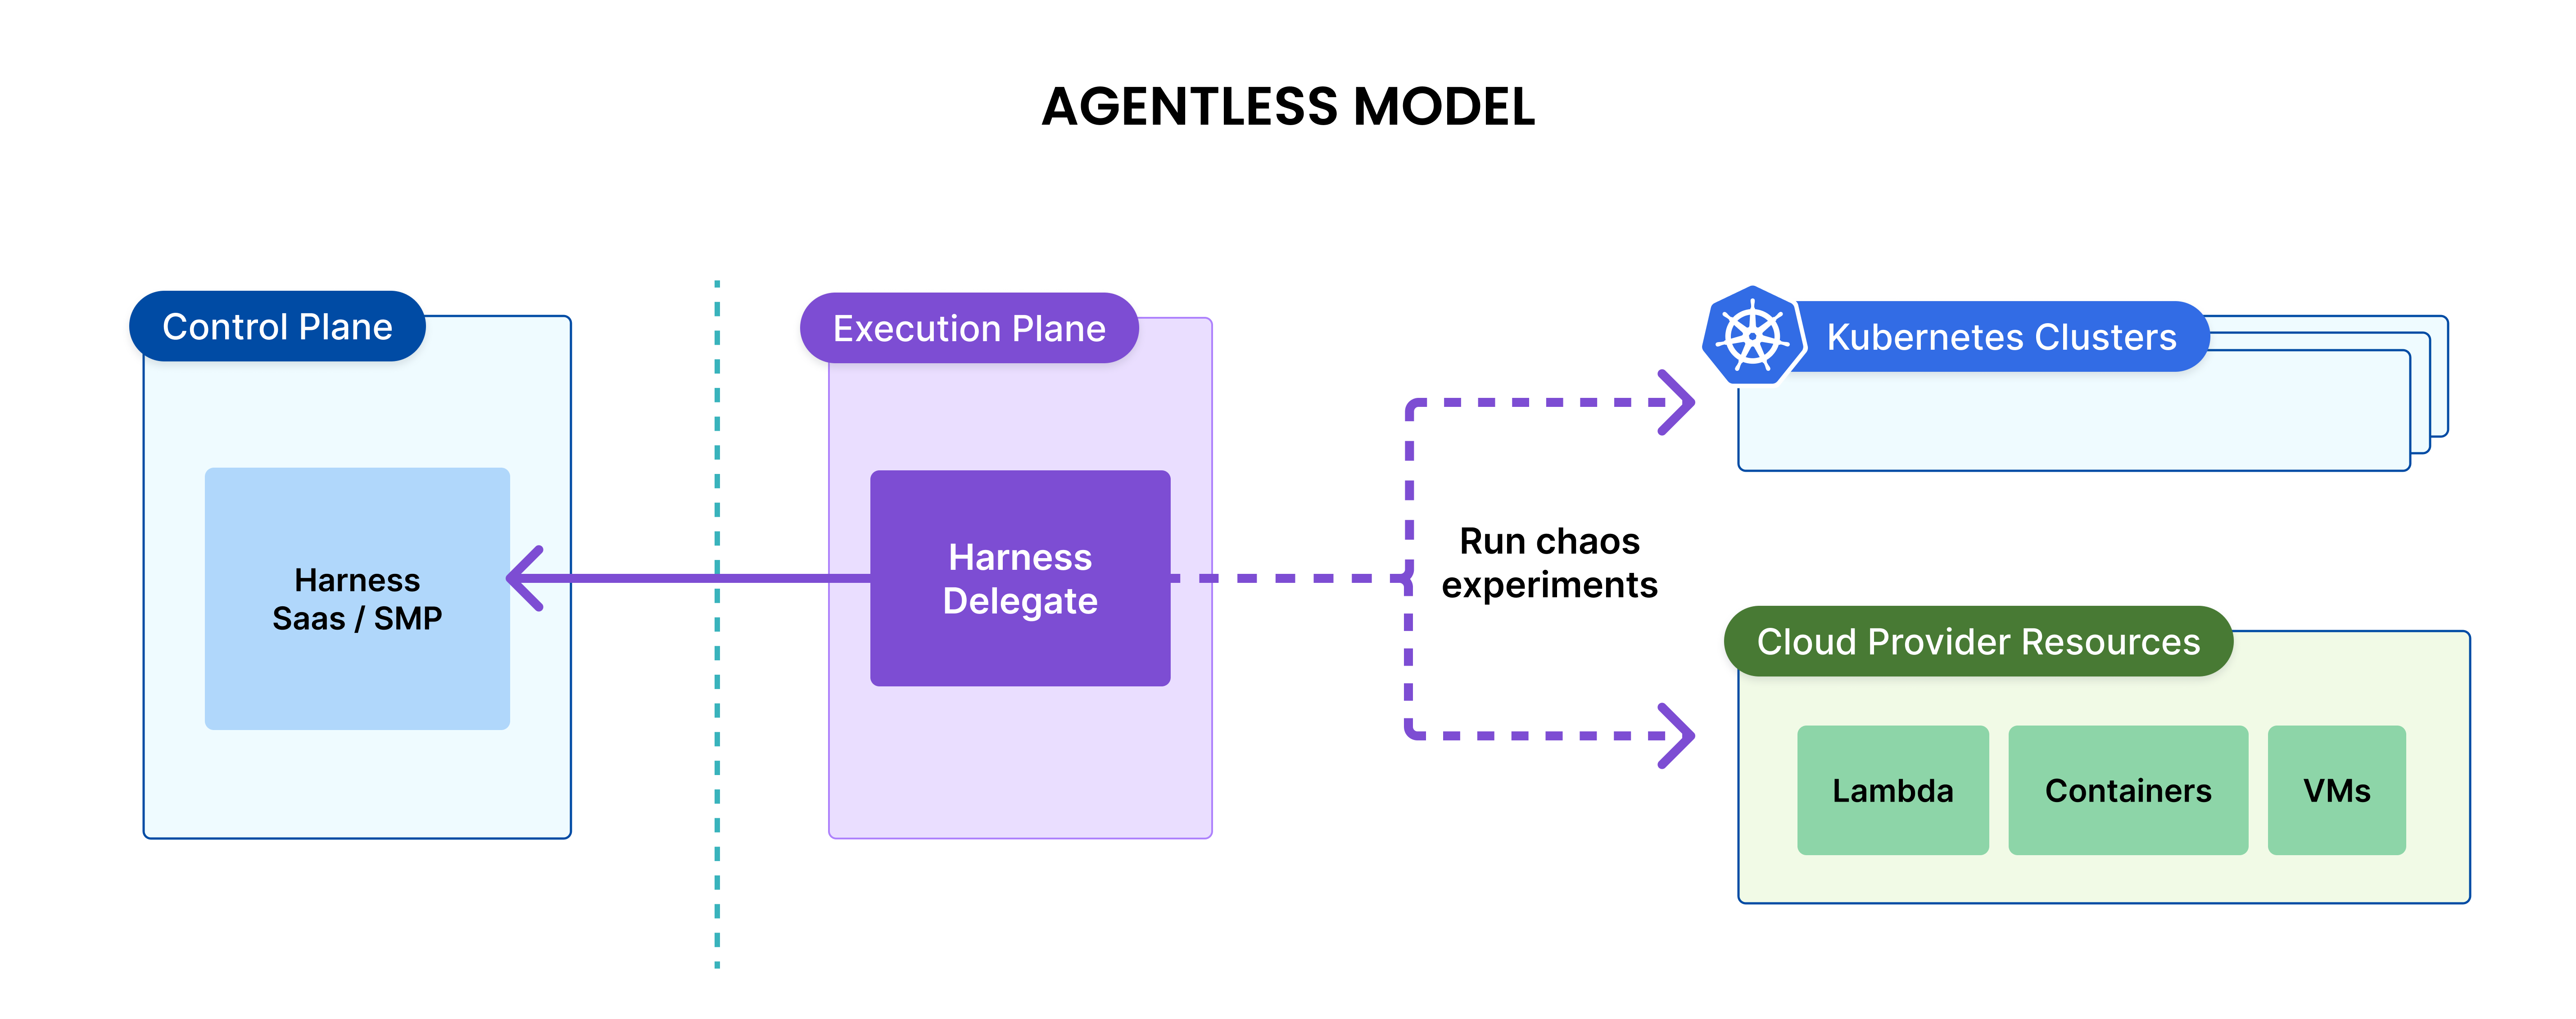 AGENTLESS MODEL
Control Plane
Harness
Saas / SMP
Execution Plane
Harness
Delegate
Run chaos
experiments
Kubernetes Clusters
Cloud Provider Resources
Lambda
Containers
VMs